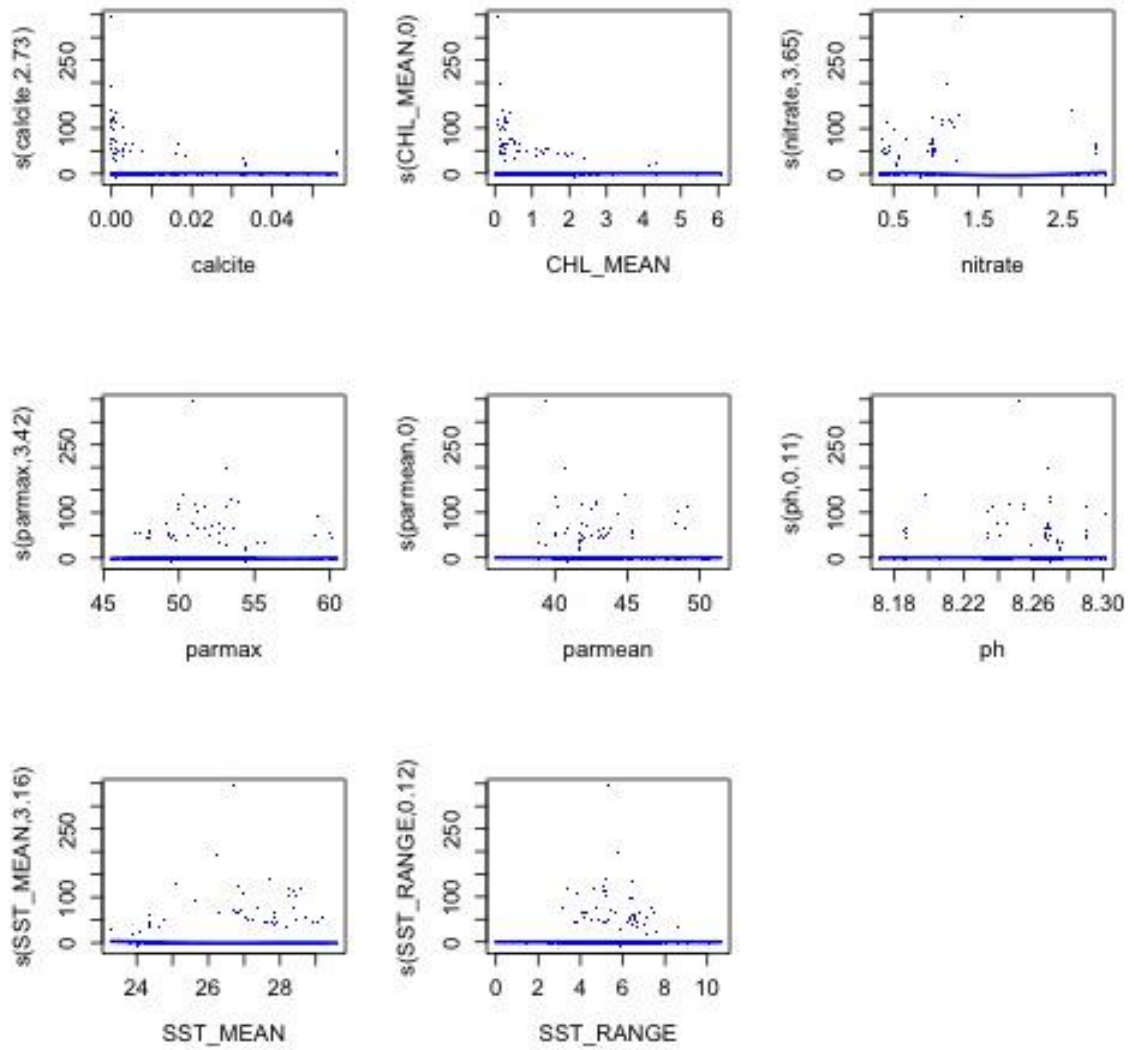 s(calcite,2.73)
0 100 250
0.00 0.02 0.04
calcite
s(CHL_MEAN,0)
0 100 250
0 1 2 3 4 5 6
CHL_MEAN
s(nitrate,3.65)
0 100 250
0.5 1.5 2.5
nitrate
s(parmax,3.42)
0 100 250
45 50 55 60
parmax
s(parmean,0)
0 100 250
40 45 50
parmean
s(ph,0.11)
0 100 250
8.18 8.22 8.26 8.30
ph
s(SST_MEAN,3.16)
0 100 250
24 26 28
SST_MEAN
s(SST_RANGE,0.12)
0 100 250
0 2 4 6 8 10
SST_RANGE